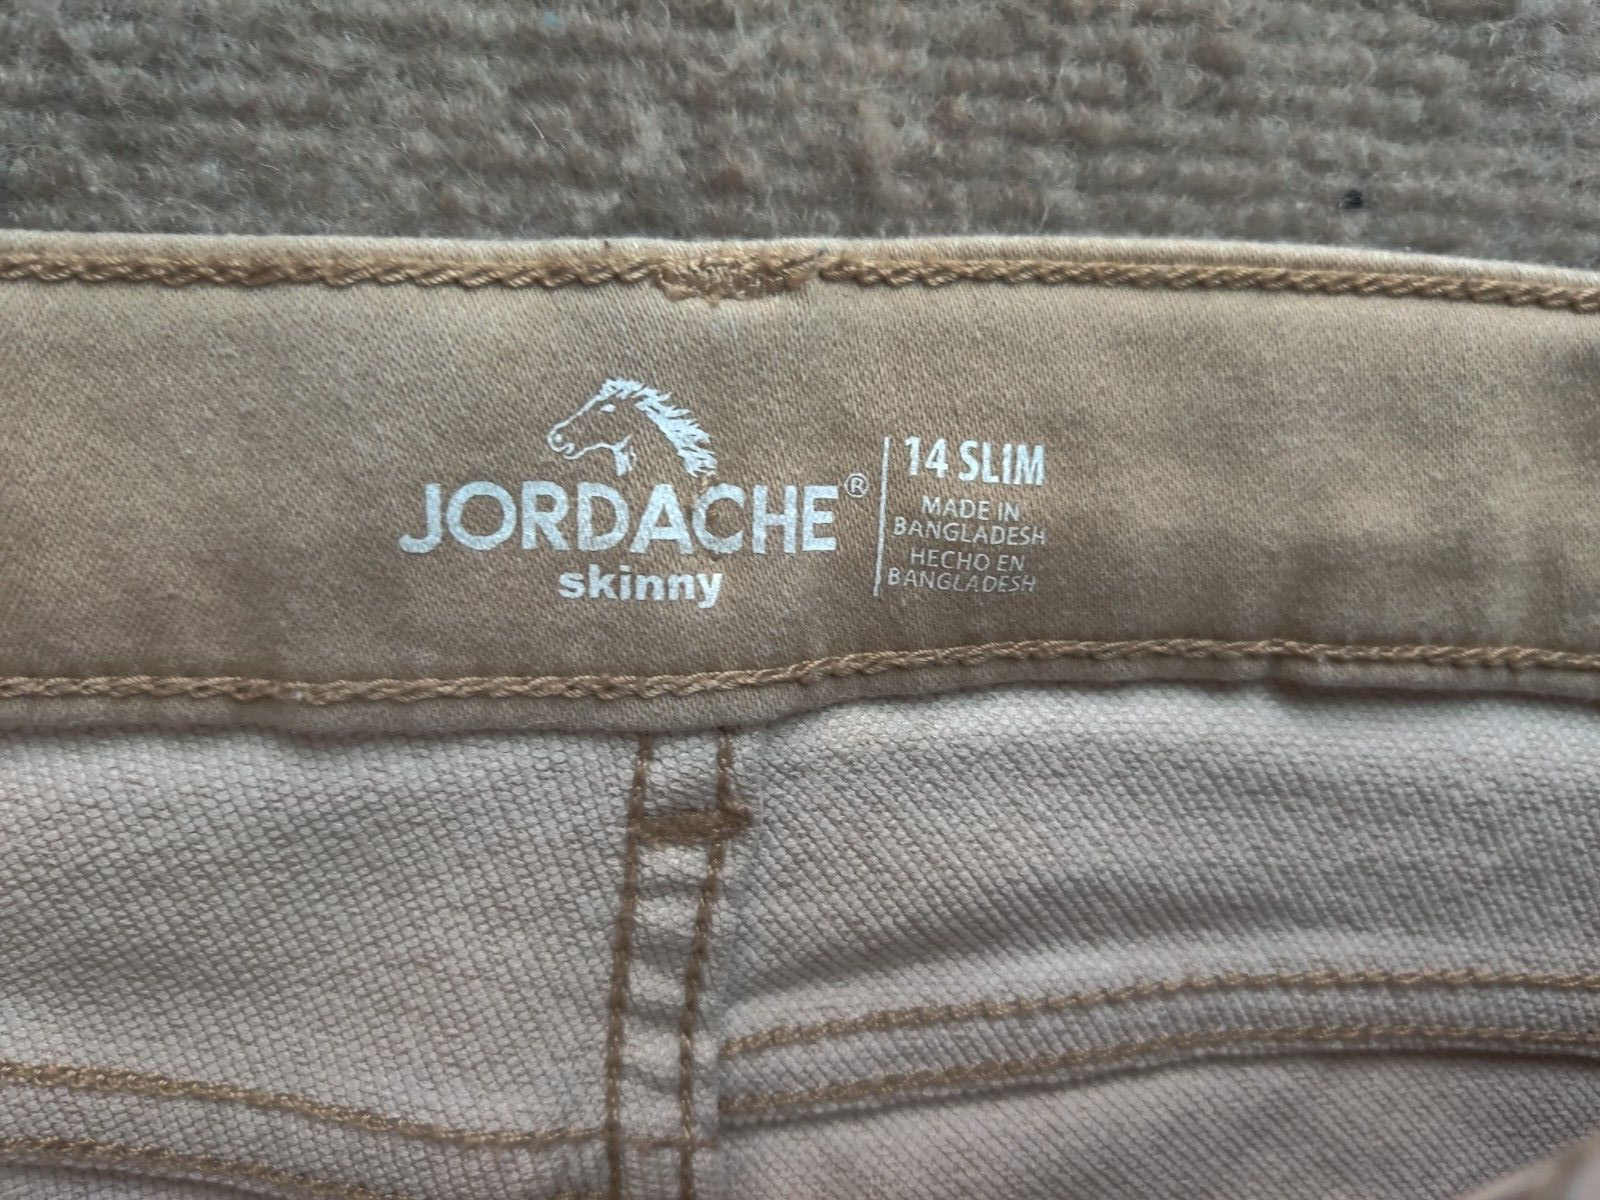 JORDACHE®
skinny
14 SLIM
MADE IN
BANGLADESH
HECHO EN
BANGLADESH